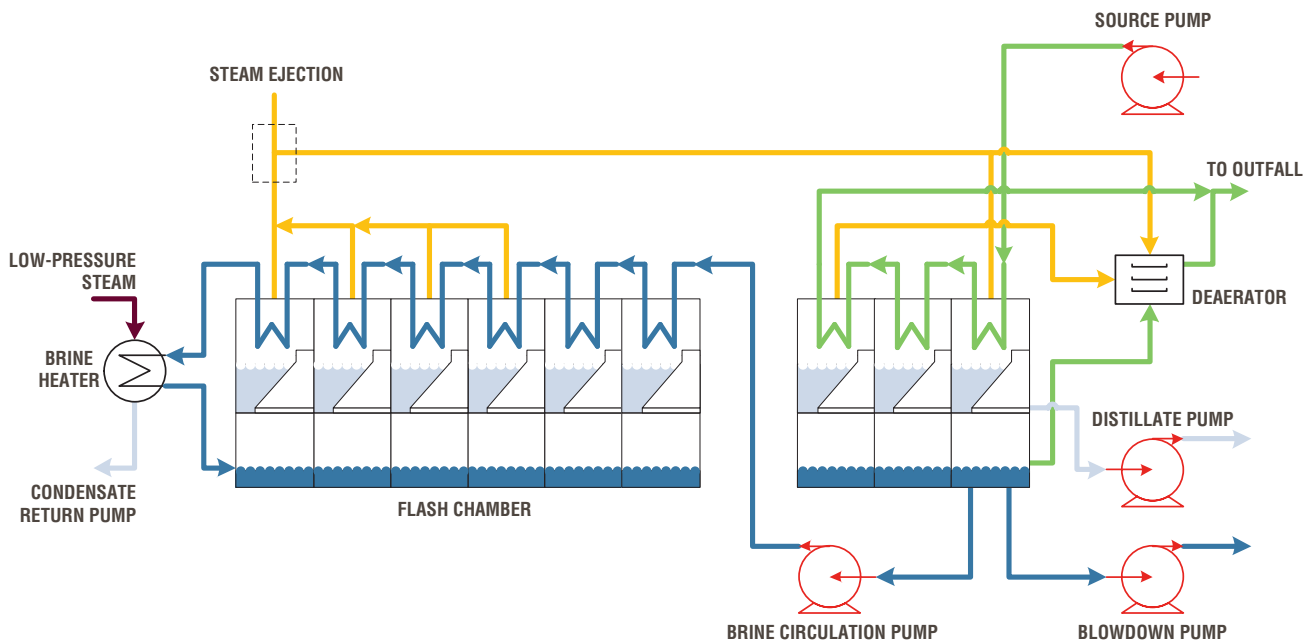 SOURCE PUMP
STEAM EJECTION
TO OUTFALL
LOW-PRESSURE
STEAM
DEAERATOR
BRINE
HEATER
DISTILLATE PUMP
CONDENSATE
RETURN PUMP
FLASH CHAMBER
BRINE CIRCULATION PUMP
BLOWDOWN PUMP